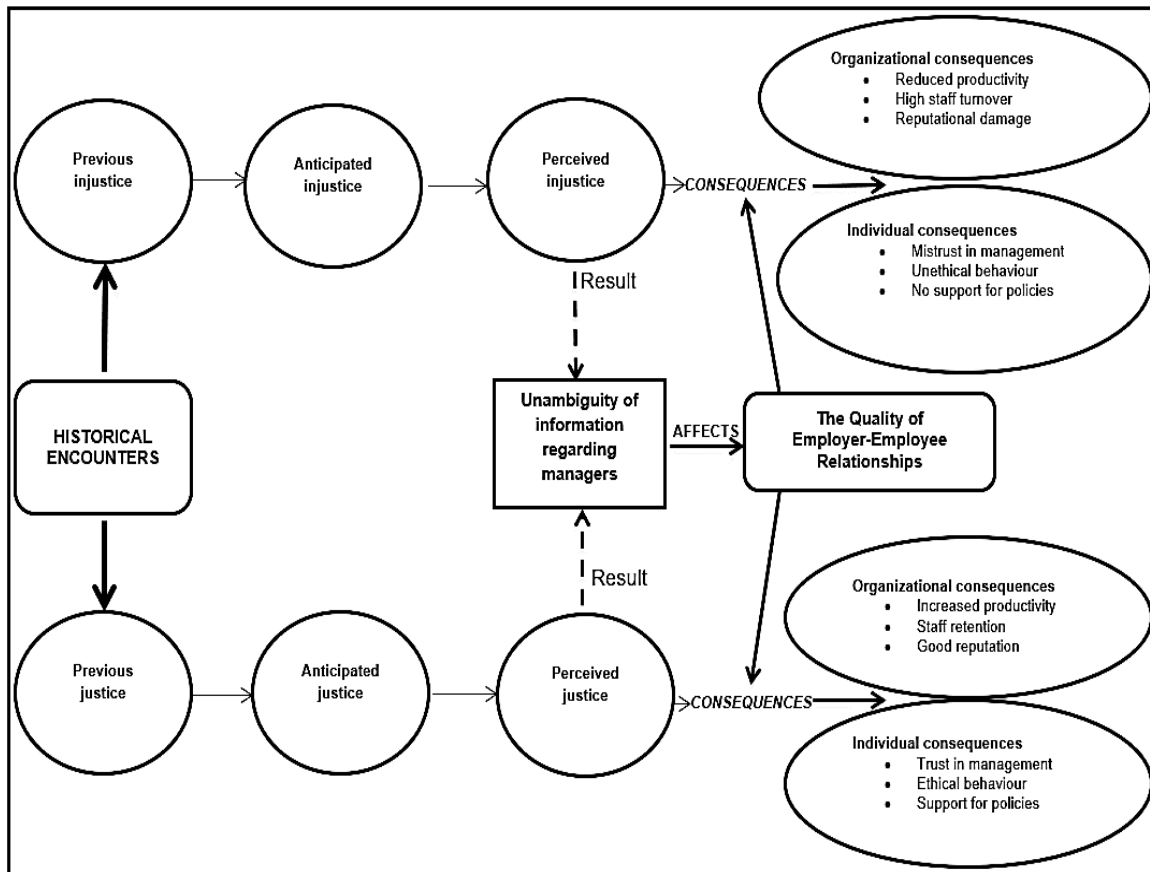 Organizational consequences
• Reduced productivity
• High staff turnover
• Reputational damage
Previous
injustice
Anticipated
injustice
Perceived
injustice
CONSEQUENCES
Individual consequences
• Mistrust in management
• Unethical behaviour
• No support for policies
Result
HISTORICAL
ENCOUNTERS
Unambiguity of
information
regarding
managers
AFFECTS
The Quality of
Employer-Employee
Relationships
Result
Organizational consequences
• Increased productivity
• Staff retention
• Good reputation
Previous
justice
Anticipated
justice
Perceived
justice
CONSEQUENCES
Individual consequences
• Trust in management
• Ethical behaviour
• Support for policies